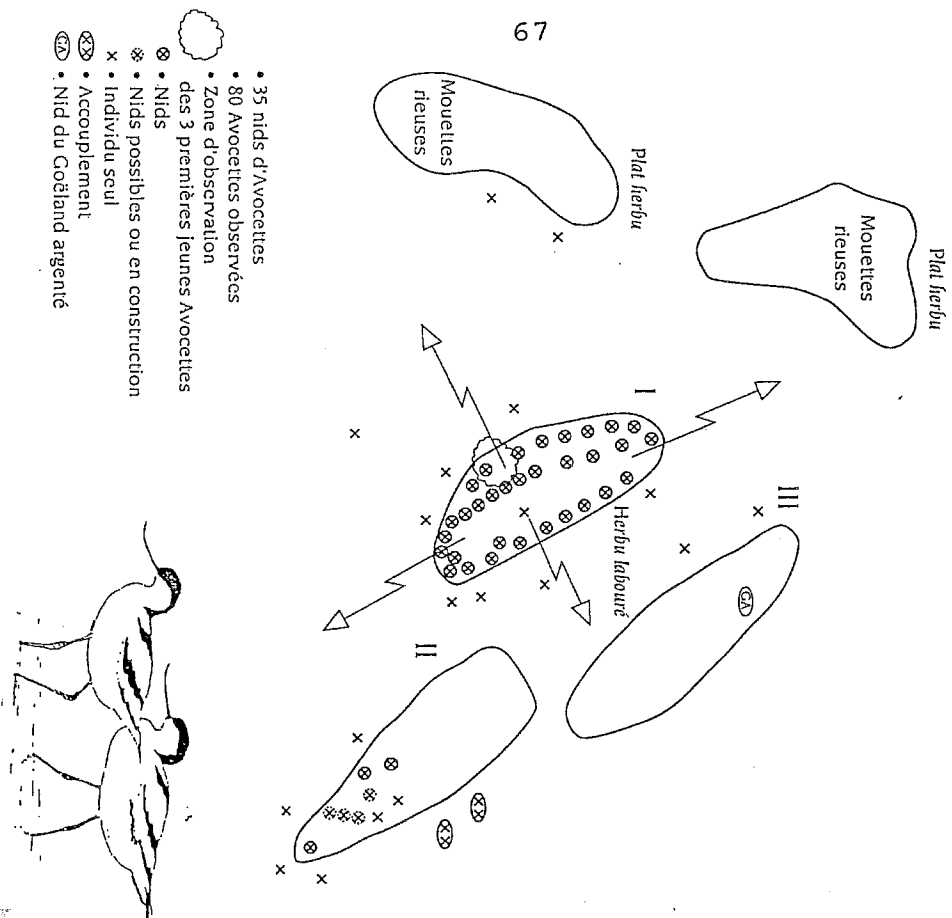 67
Plat herbu
Mouettes
rieuses
Plat herbu
Mouettes
rieuses
I
Herbu labouré
III
GA
II
• 35 nids d'Avocettes
• 80 Avocettes observées
• Zone d'observation
des 3 premières jeunes Avocettes
• Nids
• Nids possibles ou en construction
• Individu seul
• Accouplement
GA • Nid du Goëland argenté